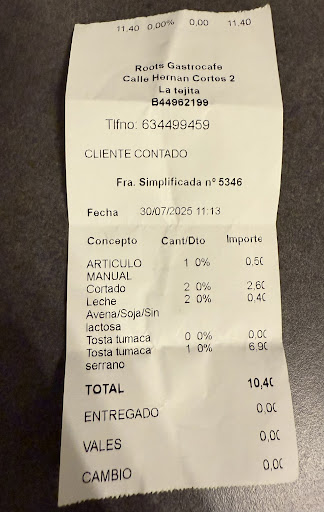 11,40 0,00% 0,00 11,40
Roots Gastrocafe
Calle Hernan Cortes 2
La tejita
B44962199
Tlfno: 634499459
CLIENTE CONTADO
Fra. Simplificada nº 5346
Fecha 30/07/2025 11:13
Concepto Cant/Dto Importe
ARTICULO 1 0% 0,50
MANUAL
Cortado 2 0% 2,60
Leche 2 0% 0,40
Avena/Soja/Sin
lactosa
Tosta tumaca 0 0% 0,00
Tosta tumaca 1 0% 6,90
serrano
TOTAL 10,40
ENTREGADO 0,00
VALES 0,00
CAMBIO 0,00